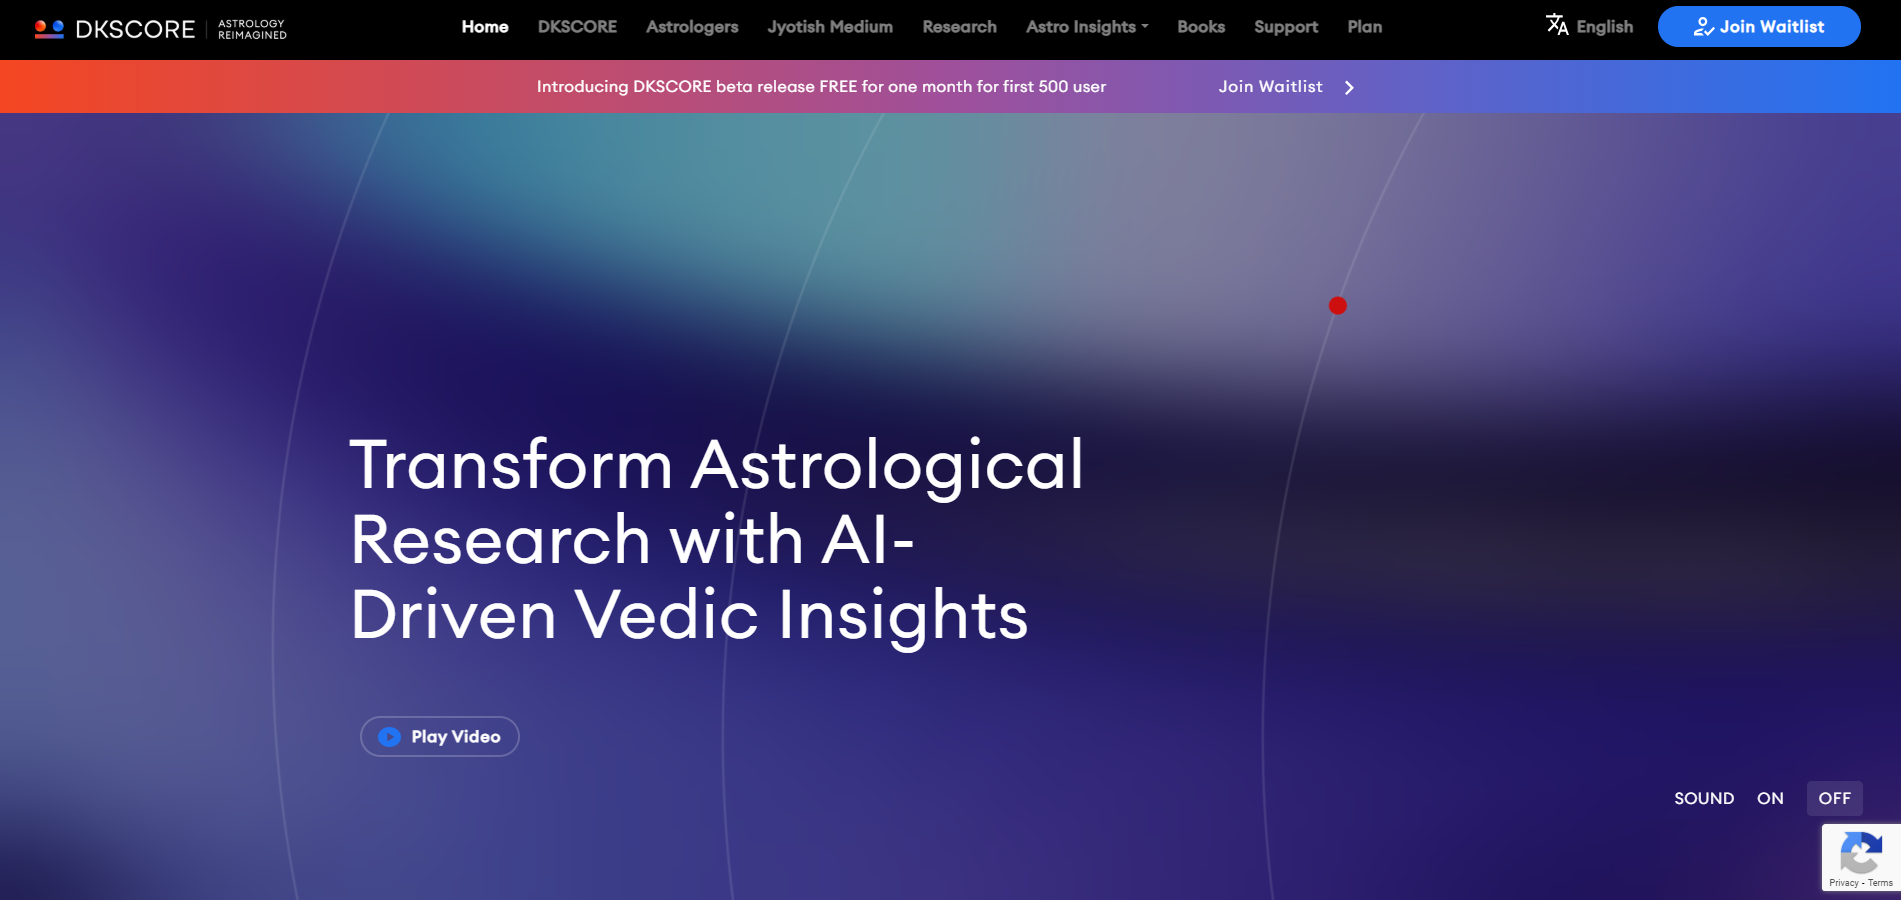 DKSCORE
ASTROLOGY
REIMAGINED
Home
DKSCORE
Astrologers
Jyotish Medium
Research
Astro Insights
Books
Support
Plan
English
Join Waitlist
Introducing DKSCORE beta release FREE for one month for first 500 user
Join Waitlist
Transform Astrological
Research with AI-
Driven Vedic Insights
Play Video
SOUND ON OFF
Privacy - Terms